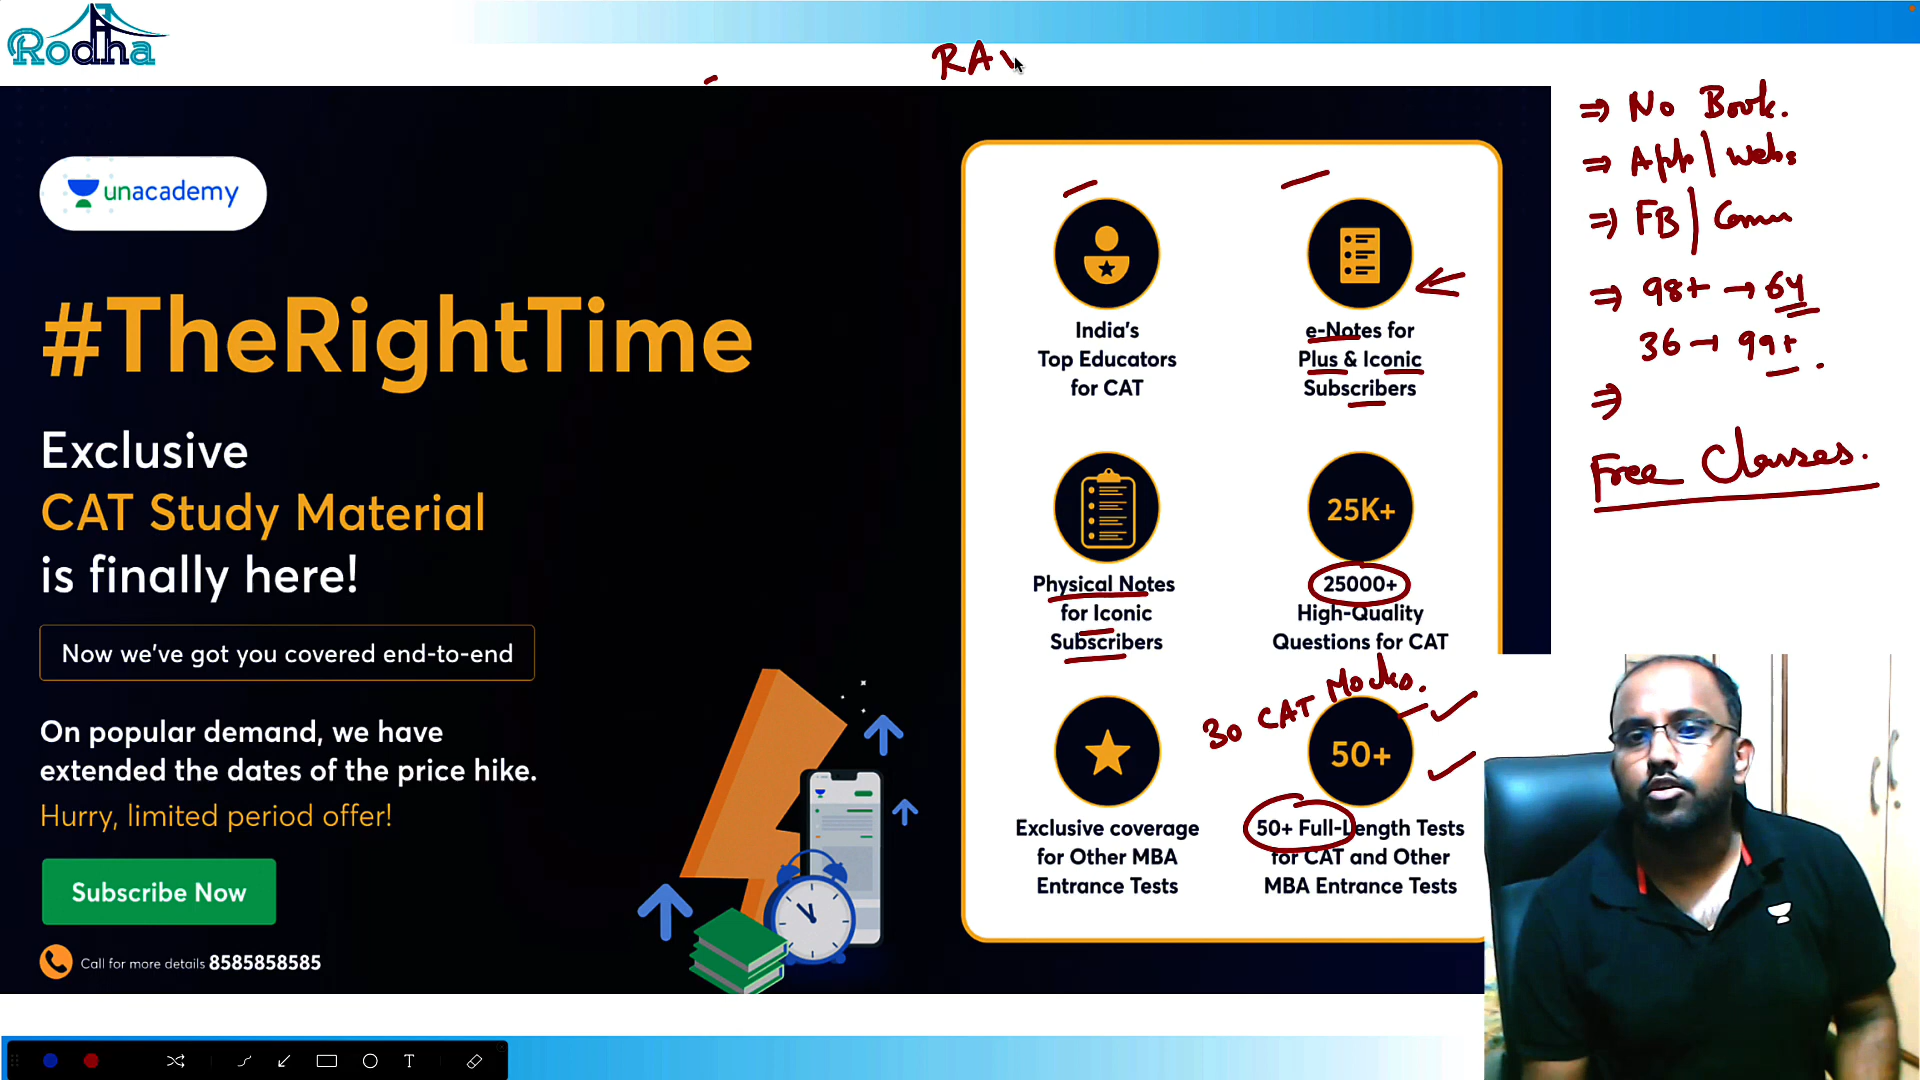 Rodha
RAV
unacademy
#TheRightTime
Exclusive
CAT Study Material
is finally here!
Now we've got you covered end-to-end
On popular demand, we have
extended the dates of the price hike.
Hurry, limited period offer!
Subscribe Now
Call for more details 8585858585
India's
Top Educators
for CAT
e-Notes for
Plus & Iconic
Subscribers
Physical Notes
for Iconic
Subscribers
25K+
25000+
High-Quality
Questions for CAT
30 CAT Mocks.
Exclusive coverage
for Other MBA
Entrance Tests
50+
50+ Full-Length Tests
for CAT and Other
MBA Entrance Tests
⇒ No Book.
⇒ App | Webs
⇒ FB | Comm
⇒ 98+ → 64
36 → 99+
⇒
Free Classes.
T